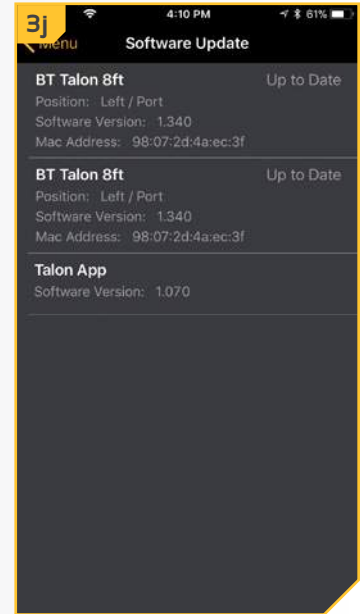 3j
4:10 PM
61%
Menu
Software Update
BT Talon 8ft Up to Date
Position: Left / Port
Software Version: 1.340
Mac Address: 98:07:2d:4a:ec:3f
BT Talon 8ft Up to Date
Position: Left / Port
Software Version: 1.340
Mac Address: 98:07:2d:4a:ec:3f
Talon App
Software Version: 1.070